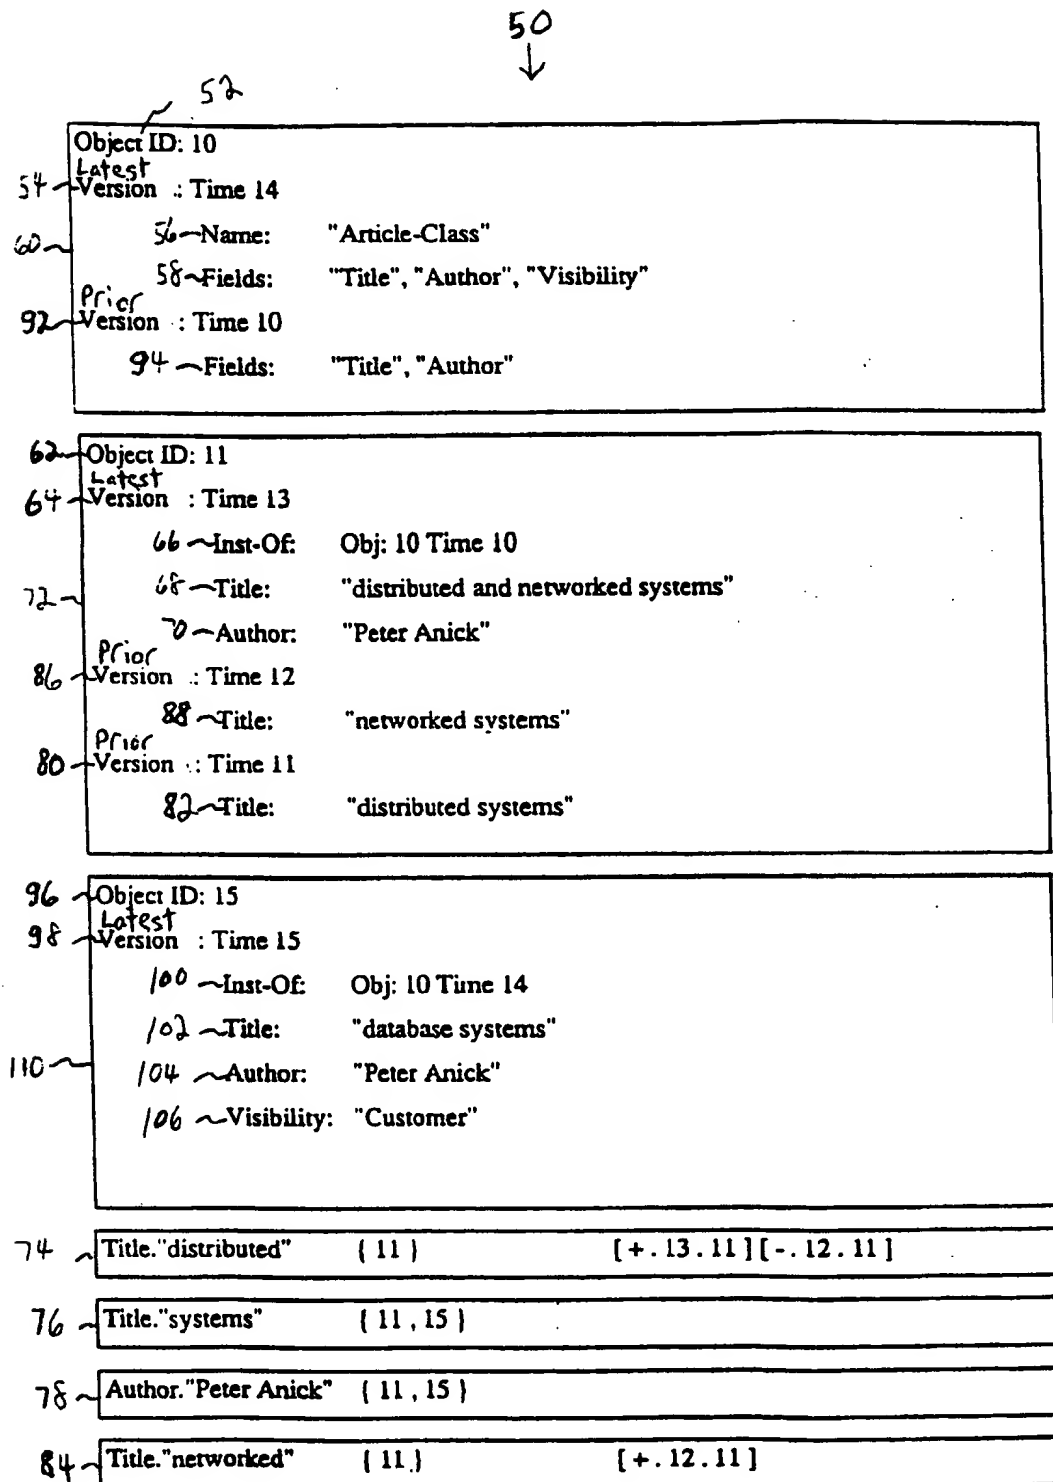 50
52
Object ID: 10
Latest
54 Version : Time 14
56 Name: "Article-Class"
60
58 Fields: "Title", "Author", "Visibility"
Prior
92 Version : Time 10
94 Fields: "Title", "Author"
62 Object ID: 11
Latest
64 Version : Time 13
66 Inst-Of: Obj: 10 Time 10
68 Title: "distributed and networked systems"
72
70 Author: "Peter Anick"
Prior
86 Version : Time 12
88 Title: "networked systems"
Prior
80 Version : Time 11
82 Title: "distributed systems"
96 Object ID: 15
Latest
98 Version : Time 15
100 Inst-Of: Obj: 10 Time 14
102 Title: "database systems"
110
104 Author: "Peter Anick"
106 Visibility: "Customer"
74 Title."distributed" { 11 } [ + . 13 . 11 ] [ - . 12 . 11 ]
76 Title."systems" { 11 , 15 }
78 Author."Peter Anick" { 11 , 15 }
84 Title."networked" { 11 } [ + . 12 . 11 ]